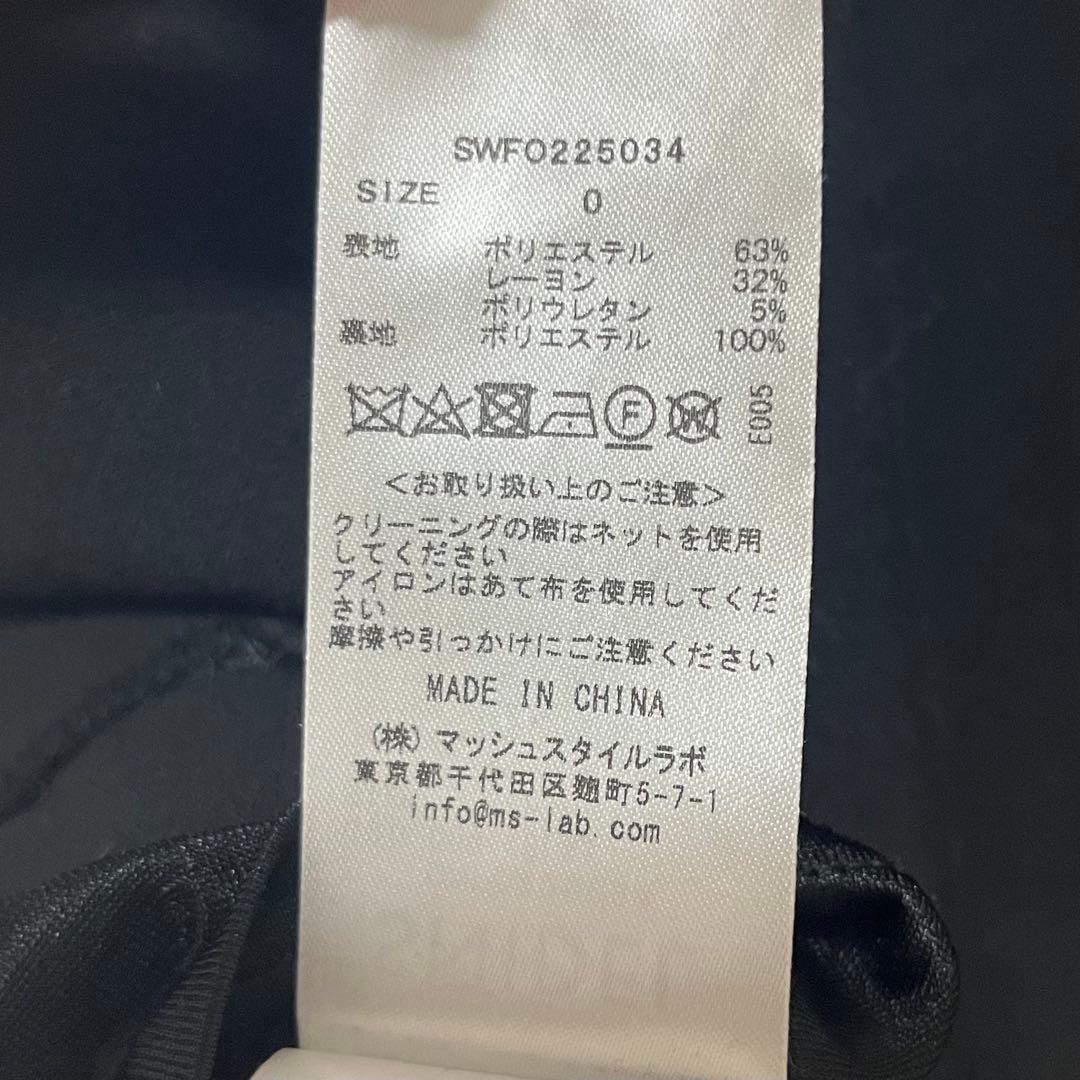 SWFO225034
SIZE 0
表地 ポリエステル 63%
レーヨン 32%
ポリウレタン 5%
裏地 ポリエステル 100%
F W E005
<お取り扱い上のご注意>
クリーニングの際はネットを使用
してください
アイロンはあて布を使用してくだ
さい
摩擦や引っかけにご注意ください
MADE IN CHINA
(株)マッシュスタイルラボ
東京都千代田区麹町5-7-1
info@ms-lab.com